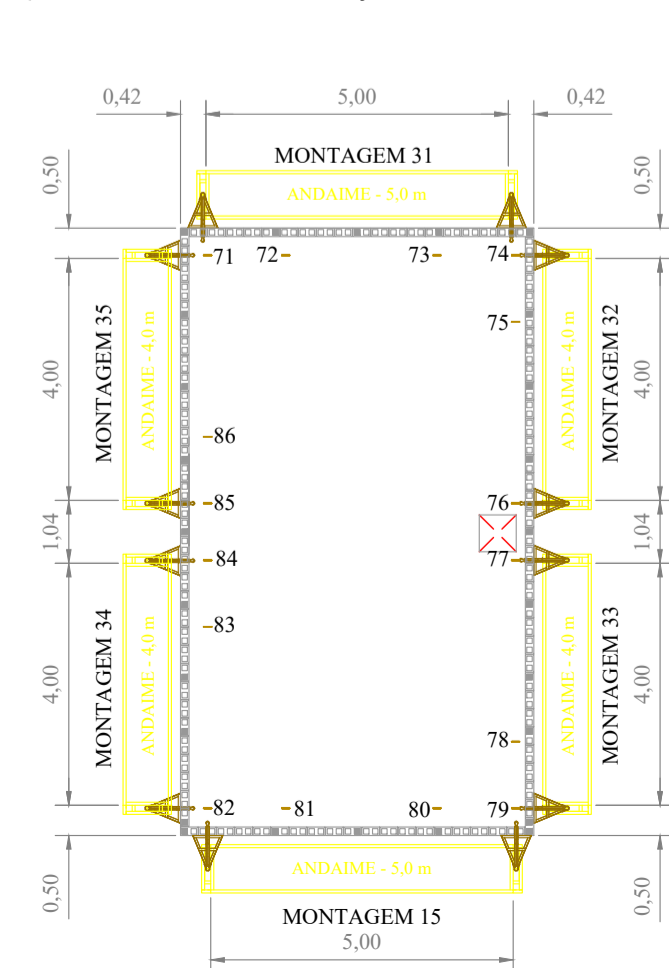 0,42
5,00
0,42
MONTAGEM 31
0,50
ANDAIME - 5,0 m
0,50
71
72
73
74
75
MONTAGEM 35
ANDAIME - 4,0 m
4,00
ANDAIME - 4,0 m
MONTAGEM 32
4,00
86
85
76
1,04
1,04
84
77
83
MONTAGEM 34
ANDAIME - 4,0 m
4,00
ANDAIME - 4,0 m
MONTAGEM 33
4,00
78
82
81
80
79
0,50
ANDAIME - 5,0 m
0,50
MONTAGEM 15
5,00